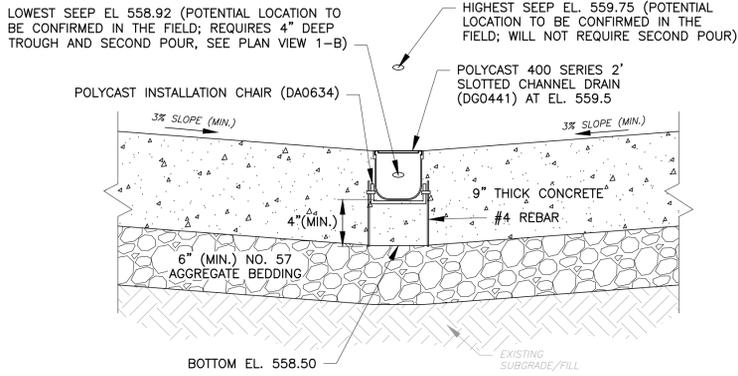 LOWEST SEEP EL 558.92 (POTENTIAL LOCATION TO
BE CONFIRMED IN THE FIELD; REQUIRES 4" DEEP
TROUGH AND SECOND POUR, SEE PLAN VIEW 1-B)
HIGHEST SEEP EL. 559.75 (POTENTIAL
LOCATION TO BE CONFIRMED IN THE
FIELD; WILL NOT REQUIRE SECOND POUR)
POLYCAST 400 SERIES 2'
SLOTTED CHANNEL DRAIN
(DG0441) AT EL. 559.5
POLYCAST INSTALLATION CHAIR (DA0634)
3% SLOPE (MIN.)
3% SLOPE (MIN.)
9" THICK CONCRETE
4"(MIN.)
#4 REBAR
6" (MIN.) NO. 57
AGGREGATE BEDDING
BOTTOM EL. 558.50
EXISTING
SUBGRADE/FILL